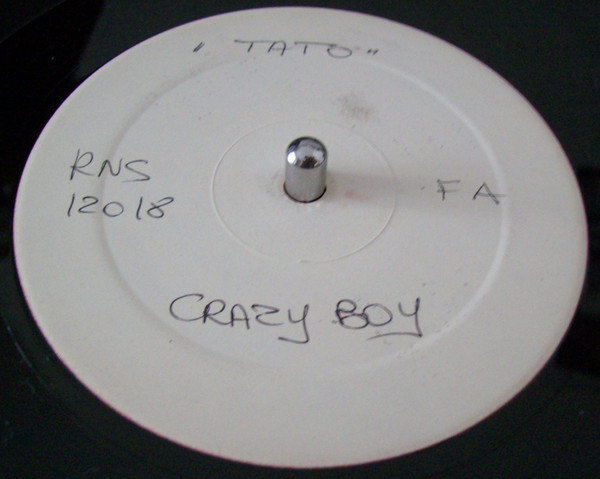 "TATO"
RNS
12018
FA
CRAZY BOY